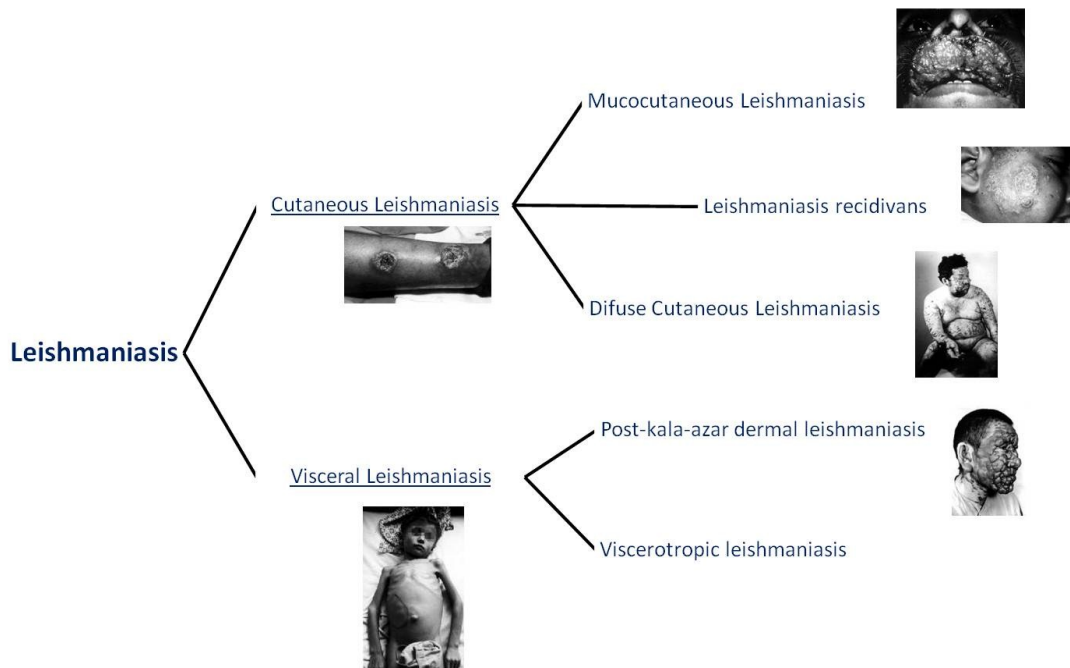 Mucocutaneous Leishmaniasis
Cutaneous Leishmaniasis
Leishmaniasis recidivans
Difuse Cutaneous Leishmaniasis
Leishmaniasis
Post-kala-azar dermal leishmaniasis
Visceral Leishmaniasis
Viscerotropic leishmaniasis